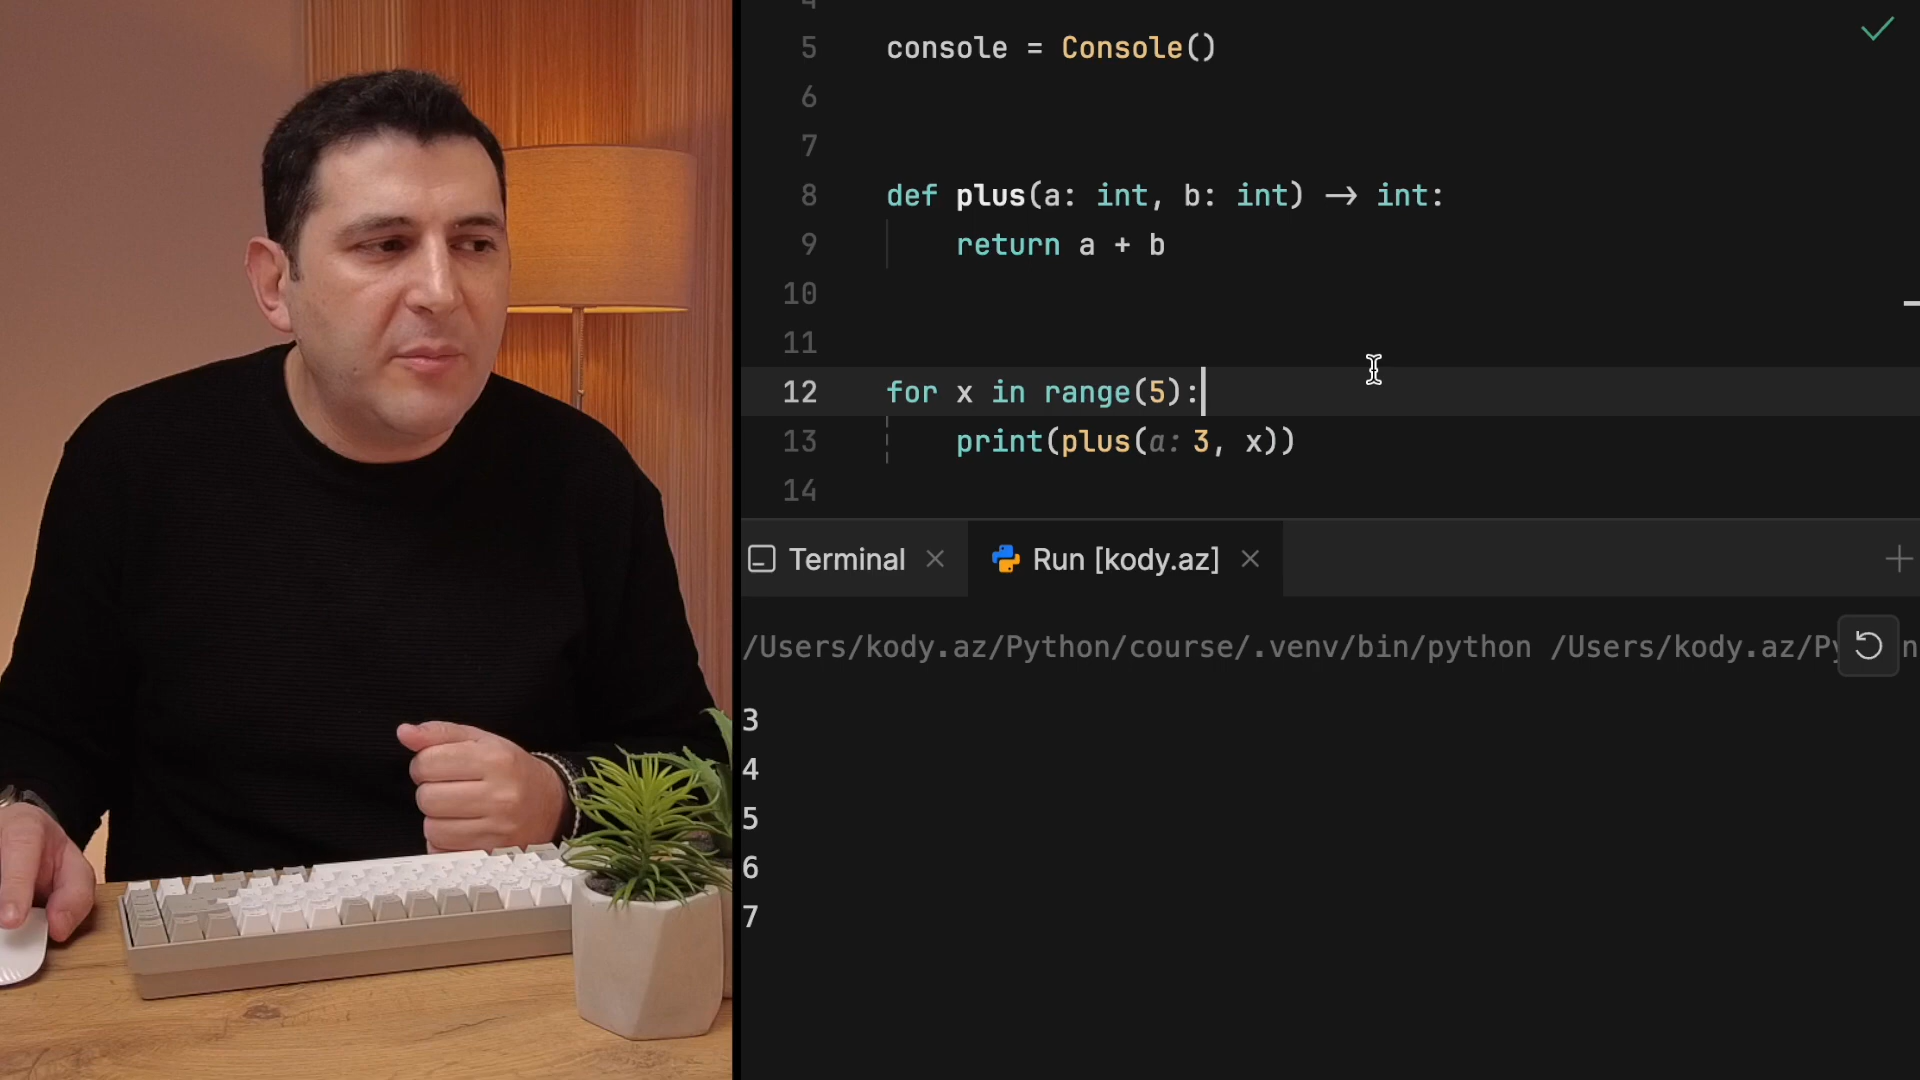 4
5 console = Console()
6
7
8 def plus(a: int, b: int) → int:
9 return a + b
10
11
12 for x in range(5):
13 print(plus(a: 3, x))
14
Terminal
Run [kody.az]
/Users/kody.az/Python/course/.venv/bin/python /Users/kody.az/Py
3
4
5
6
7